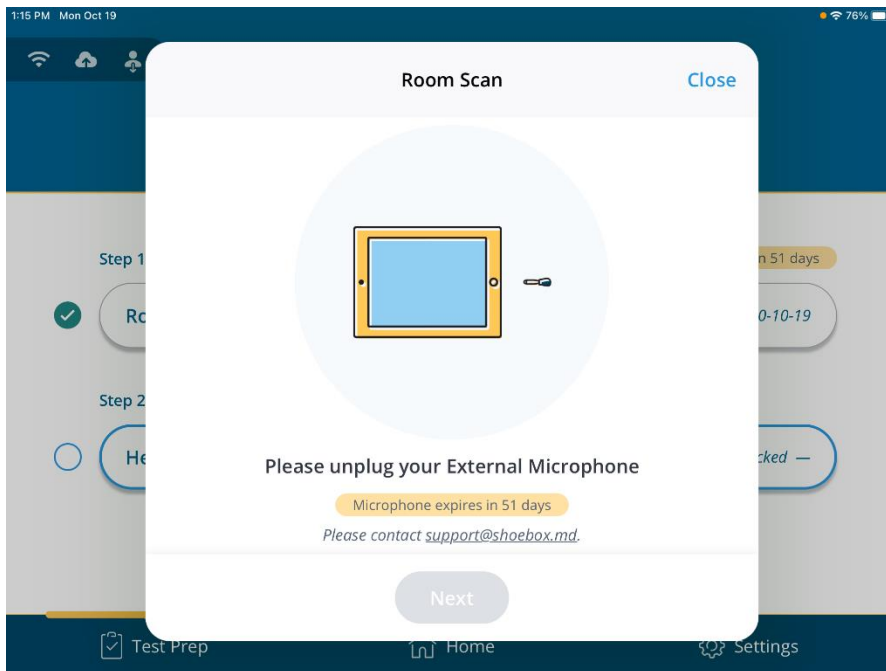 1:15 PM Mon Oct 19
76%
Room Scan
Close
Step 1
n 51 days
Ro
0-10-19
Step 2
He
cked —
Please unplug your External Microphone
Microphone expires in 51 days
Please contact support@shoebox.md.
Next
Test Prep
Home
Settings